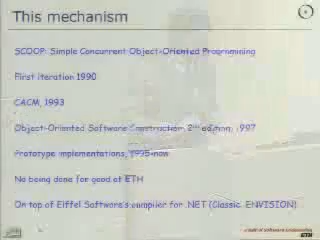 This mechanism
SCOOP: Simple Concurrent Object-Oriented Programming
First iteration 1990
CACM, 1993
Object-Oriented Software Construction, 2nd edition, 1997
Prototype implementations, 1995-now
No being done for good at ETH
On top of Eiffel Software's compiler for .NET (Classic, ENVISION)
Chair of Software Engineering
ETH